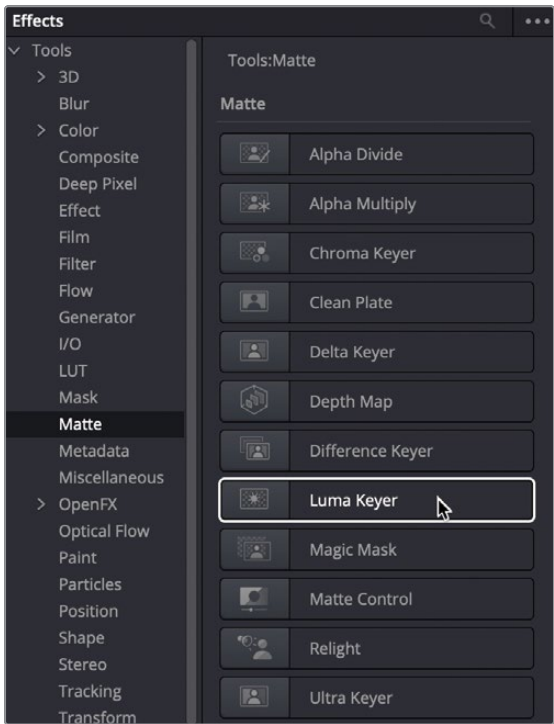 Effects
Tools
3D
Blur
Color
Composite
Deep Pixel
Effect
Film
Filter
Flow
Generator
I/O
LUT
Mask
Matte
Metadata
Miscellaneous
OpenFX
Optical Flow
Paint
Particles
Position
Shape
Stereo
Tracking
Transform
Tools:Matte
Matte
Alpha Divide
Alpha Multiply
Chroma Keyer
Clean Plate
Delta Keyer
Depth Map
Difference Keyer
Luma Keyer
Magic Mask
Matte Control
Relight
Ultra Keyer